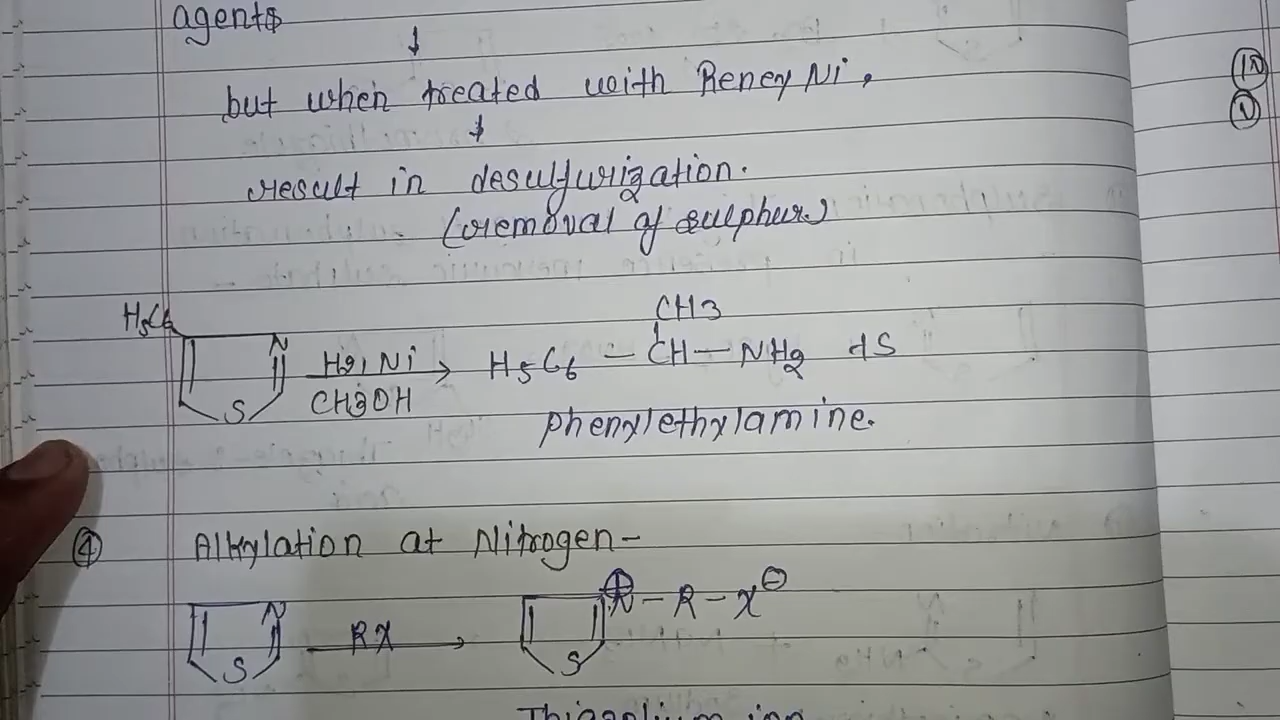 agents
↓
but when treated with Reney Ni,
↓
result in desulfurization.
(removal of sulphur)
H5C6
CH3
N
H2, Ni
H5C6 – CH – NH2 + S
S
CH3OH
phenylethylamine.
④ Alkylation at Nitrogen –
N
RX
⊕N – R – X⊖
S
S